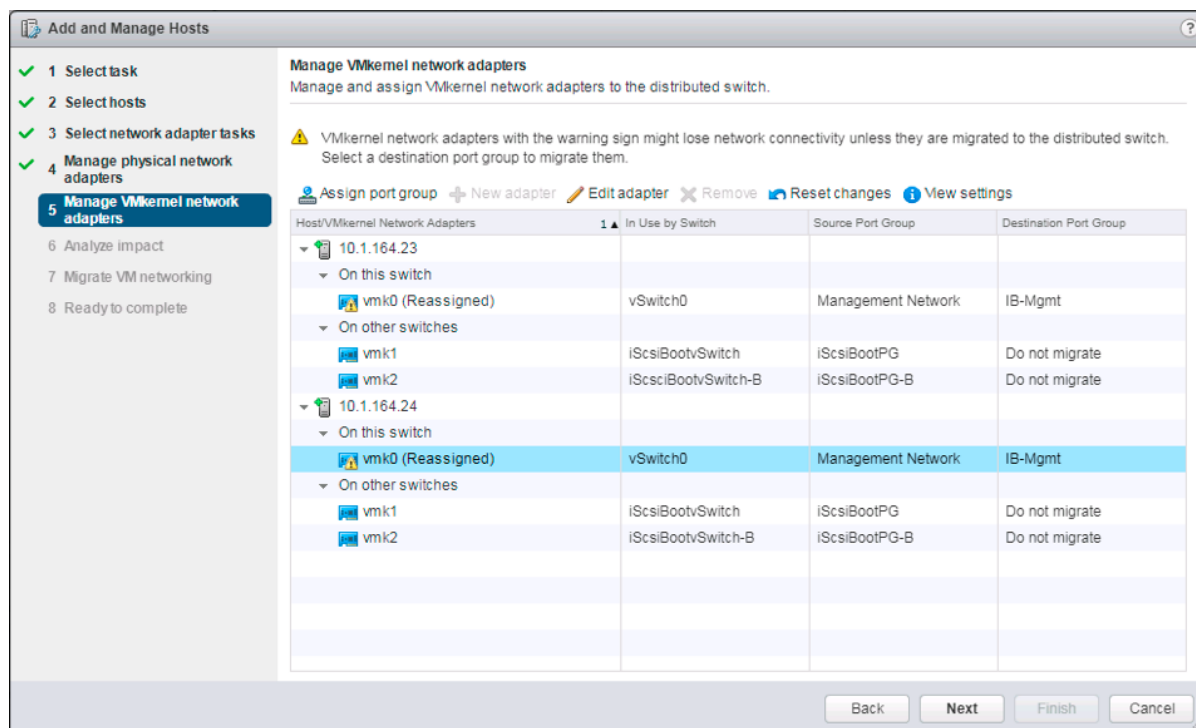 Add and Manage Hosts
?
1 Select task
2 Select hosts
3 Select network adapter tasks
4 Manage physical network
adapters
5 Manage VMkernel network
adapters
6 Analyze impact
7 Migrate VM networking
8 Ready to complete
Manage VMkernel network adapters
Manage and assign VMkernel network adapters to the distributed switch.
VMkernel network adapters with the warning sign might lose network connectivity unless they are migrated to the distributed switch.
Select a destination port group to migrate them.
Assign port group New adapter Edit adapter Remove Reset changes View settings
Host/VMkernel Network Adapters 1 ▲ In Use by Switch Source Port Group Destination Port Group
10.1.164.23
On this switch
vmk0 (Reassigned) vSwitch0 Management Network IB-Mgmt
On other switches
vmk1 iScsiBootvSwitch iScsiBootPG Do not migrate
vmk2 iScsciBootvSwitch-B iScsiBootPG-B Do not migrate
10.1.164.24
On this switch
vmk0 (Reassigned) vSwitch0 Management Network IB-Mgmt
On other switches
vmk1 iScsiBootvSwitch iScsiBootPG Do not migrate
vmk2 iScsiBootvSwitch-B iScsiBootPG-B Do not migrate
Back Next Finish Cancel